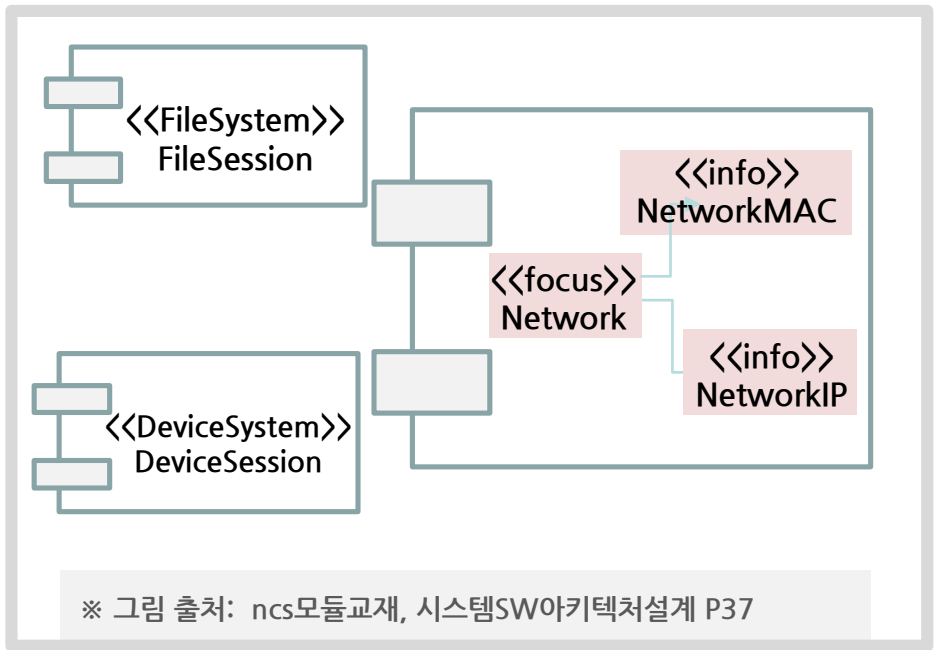 <<FileSystem>>
FileSession
<<info>>
NetworkMAC
<<focus>>
Network
<<info>>
NetworkIP
<<DeviceSystem>>
DeviceSession
※ 그림 출처: ncs모듈교재, 시스템SW아키텍처설계 P37